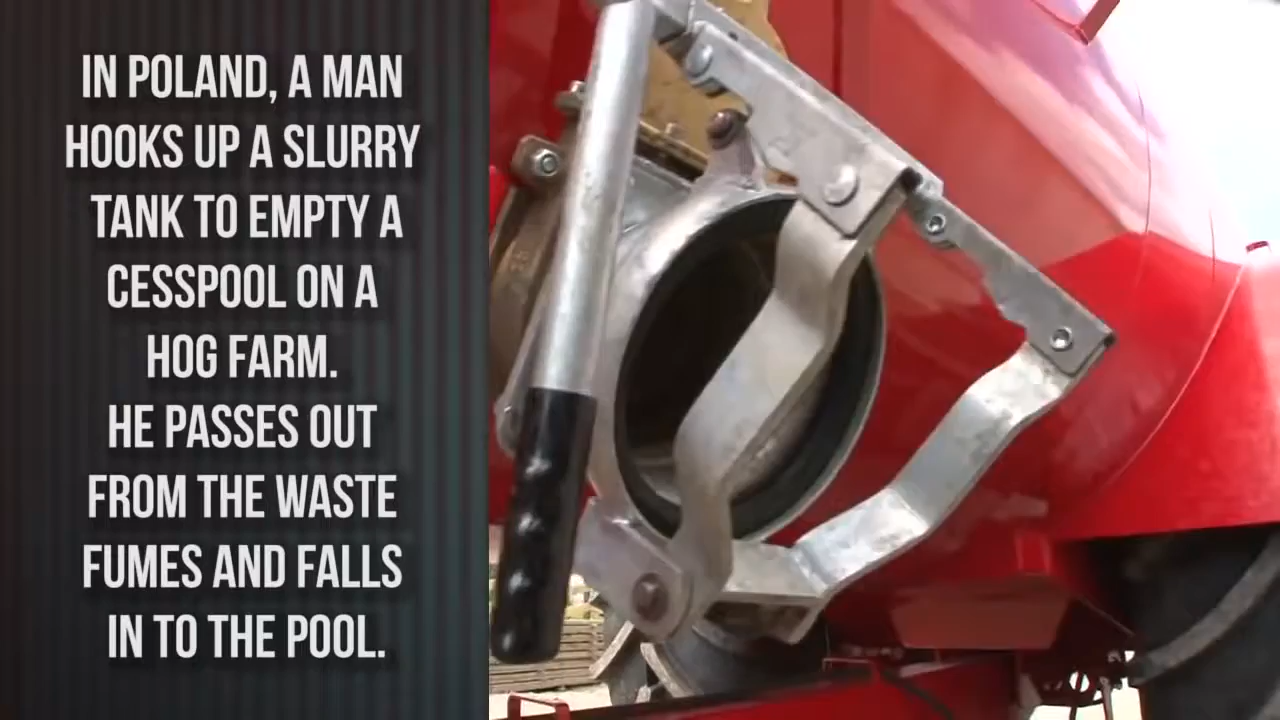 IN POLAND, A MAN
HOOKS UP A SLURRY
TANK TO EMPTY A
CESSPOOL ON A
HOG FARM.
HE PASSES OUT
FROM THE WASTE
FUMES AND FALLS
IN TO THE POOL.